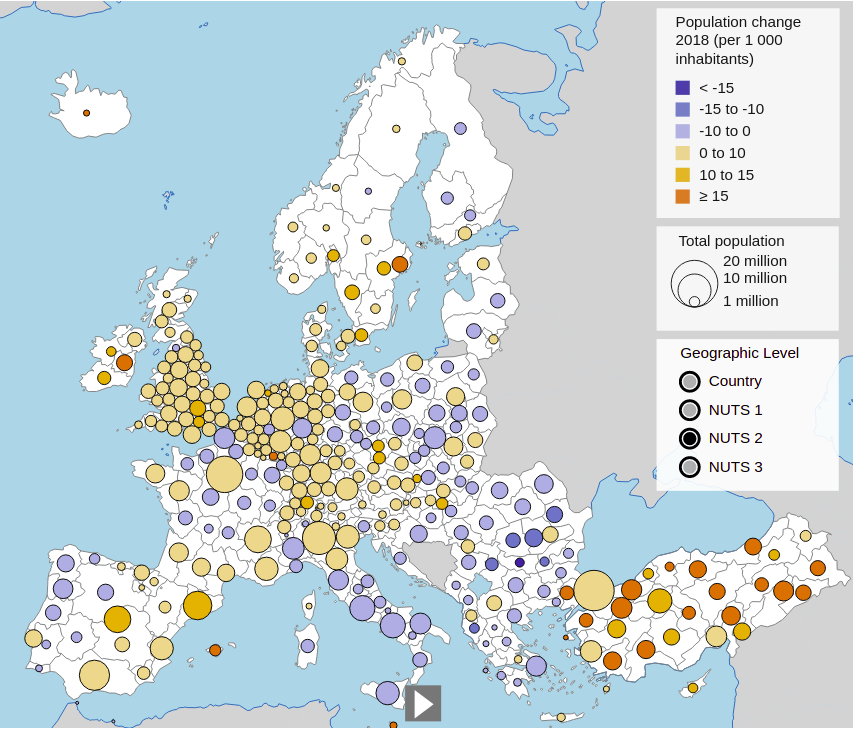 Population change
2018 (per 1 000
inhabitants)
< -15
-15 to -10
-10 to 0
0 to 10
10 to 15
≥ 15
Total population
20 million
10 million
1 million
Geographic Level
Country
NUTS 1
NUTS 2
NUTS 3